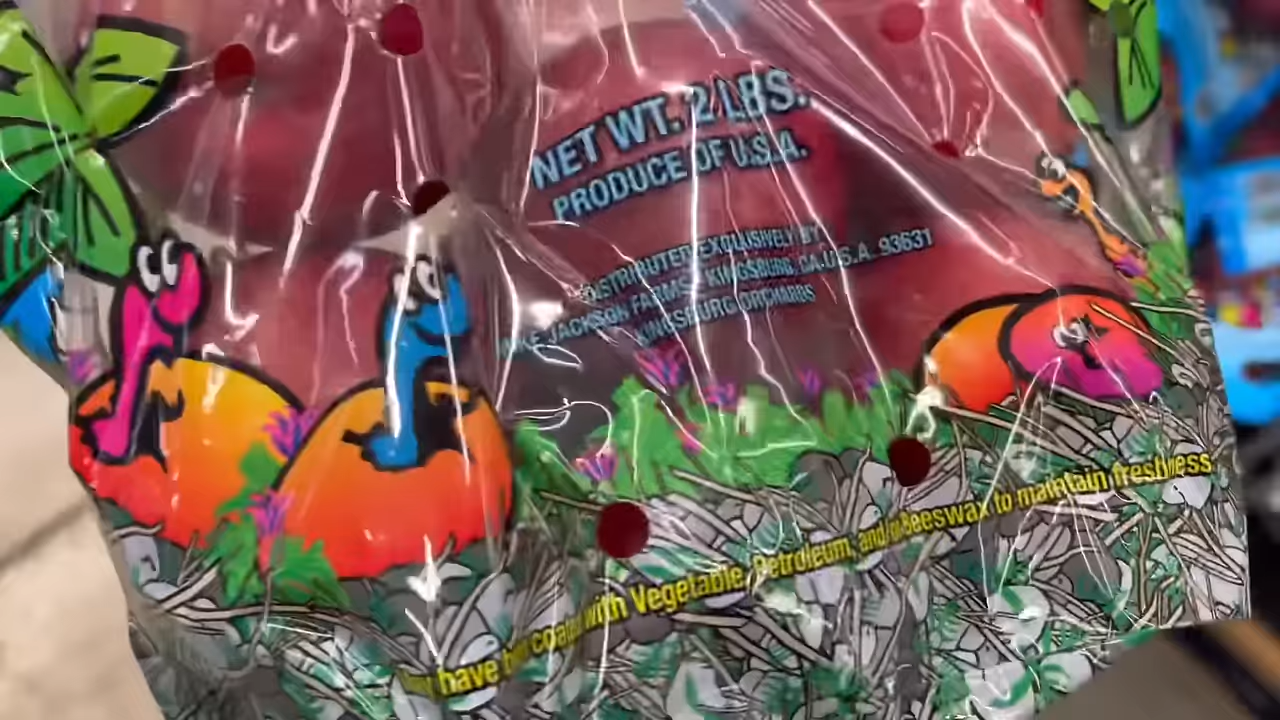 NET WT. 2 LBS.
PRODUCE OF U.S.A.
DISTRIBUTED EXCLUSIVELY BY
JACKSON FARMS KINGSBURG, CA. U.S.A. 93631
KINGSBURG ORCHARDS
have been coated with Vegetable, Petroleum, and/or Beeswax to maintain freshness